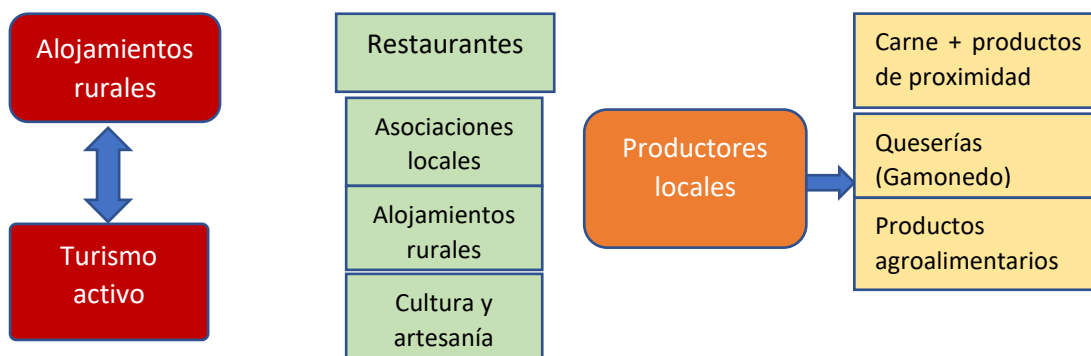 Alojamientos
rurales
Turismo
activo
Restaurantes
Asociaciones
locales
Alojamientos
rurales
Cultura y
artesanía
Productores
locales
Carne + productos
de proximidad
Queserías
(Gamonedo)
Productos
agroalimentarios